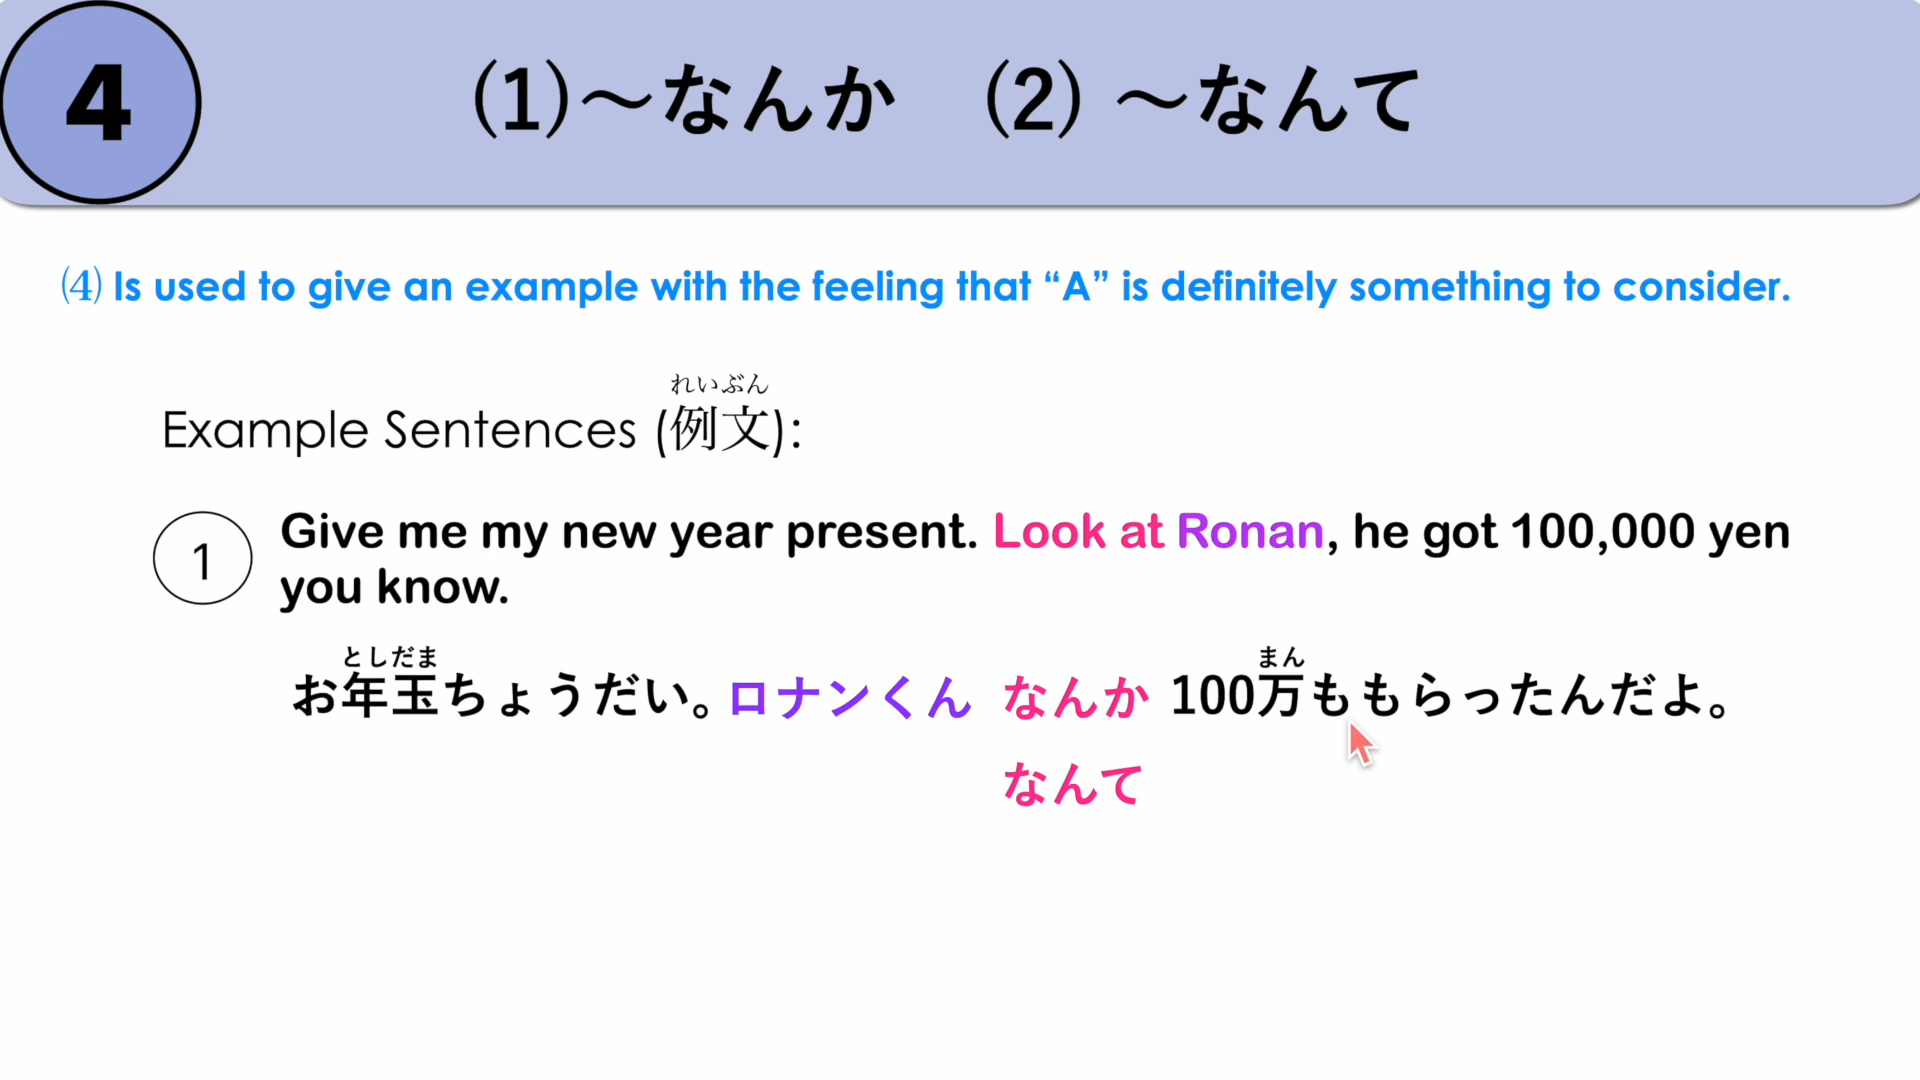 4
(1)〜なんか (2) 〜なんて
(4) Is used to give an example with the feeling that “A” is definitely something to consider.
れいぶん
Example Sentences (例文):
1
Give me my new year present. Look at Ronan, he got 100,000 yen
you know.
としだま まん
お年玉ちょうだい。ロナンくん なんか 100万ももらったんだよ。
なんて